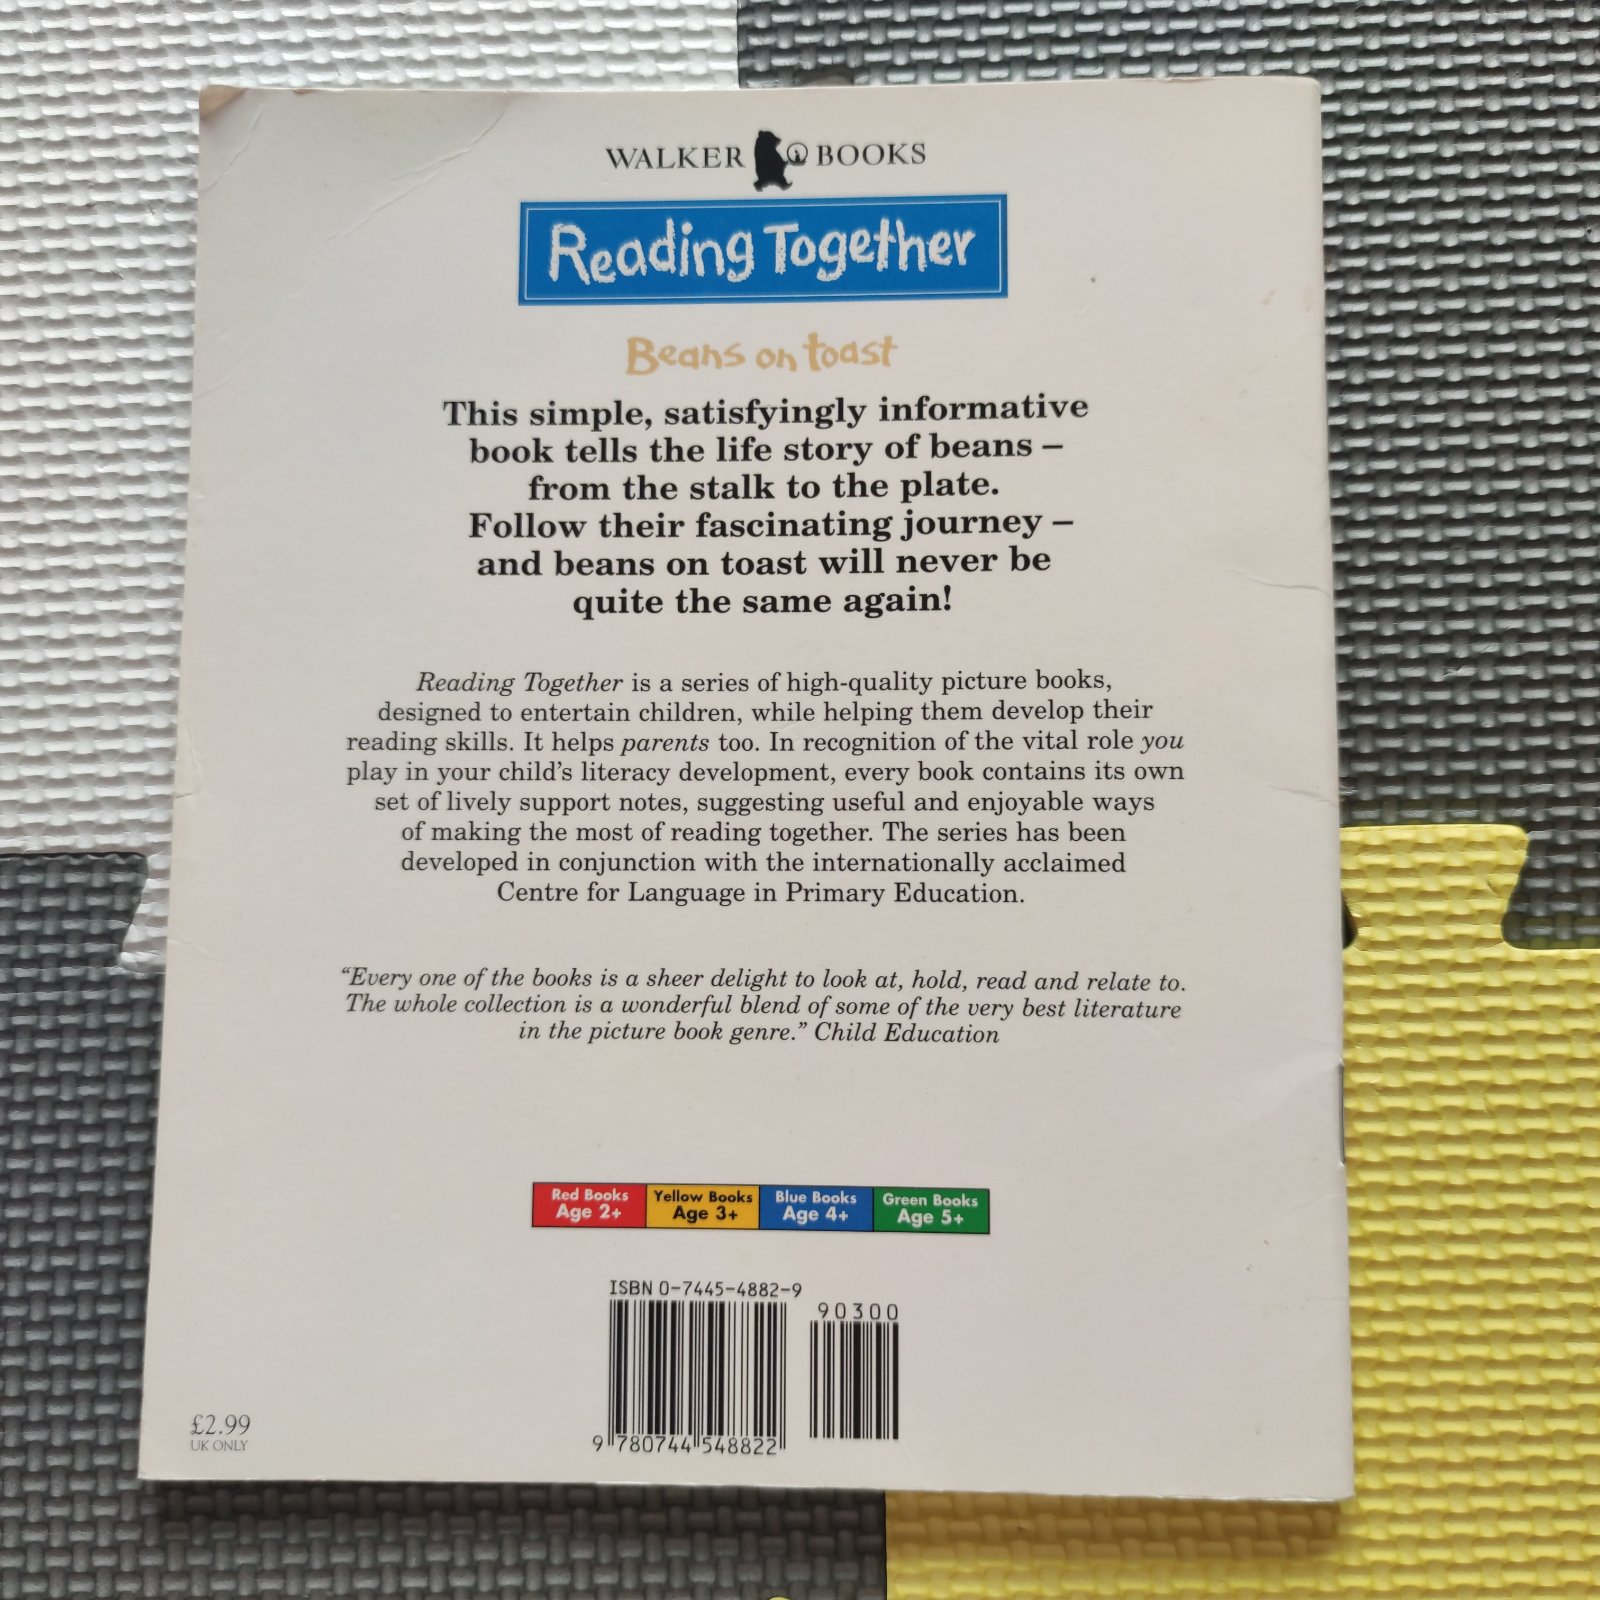 WALKER BOOKS
Reading Together
Beans on toast
This simple, satisfyingly informative
book tells the life story of beans –
from the stalk to the plate.
Follow their fascinating journey –
and beans on toast will never be
quite the same again!
Reading Together is a series of high-quality picture books,
designed to entertain children, while helping them develop their
reading skills. It helps parents too. In recognition of the vital role you
play in your child's literacy development, every book contains its own
set of lively support notes, suggesting useful and enjoyable ways
of making the most of reading together. The series has been
developed in conjunction with the internationally acclaimed
Centre for Language in Primary Education.
“Every one of the books is a sheer delight to look at, hold, read and relate to.
The whole collection is a wonderful blend of some of the very best literature
in the picture book genre.” Child Education
Red Books
Age 2+
Yellow Books
Age 3+
Blue Books
Age 4+
Green Books
Age 5+
ISBN 0-7445-4882-9
90300
9 780744 548822
£2.99
UK ONLY